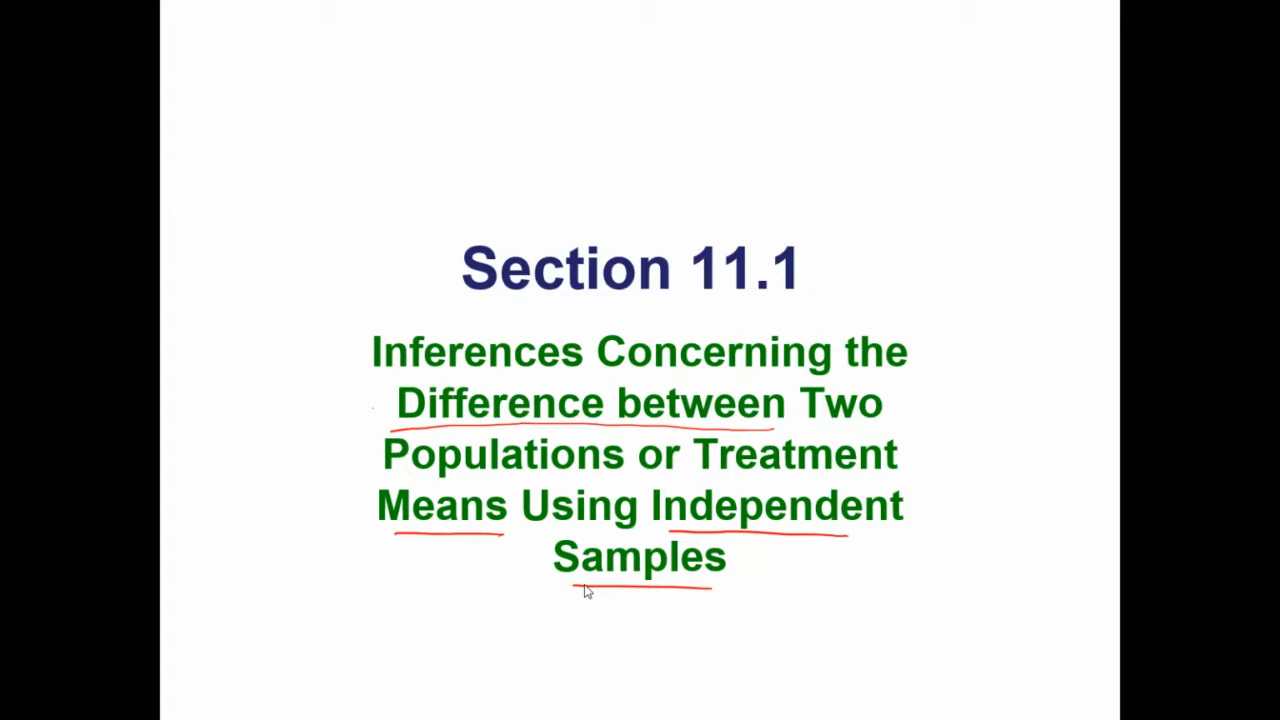 Section 11.1
Inferences Concerning the
Difference between Two
Populations or Treatment
Means Using Independent
Samples